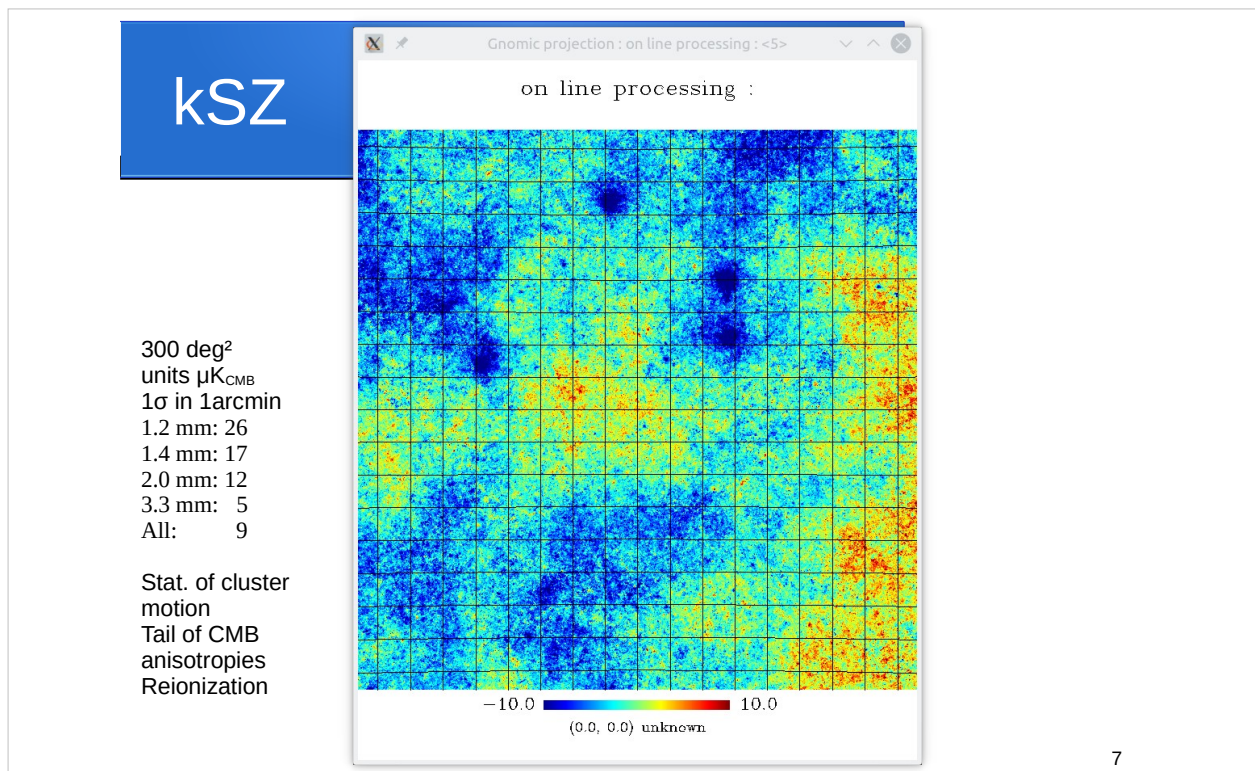 kSZ
Gnomic projection : on line processing : <5>
on line processing :
300 deg²
units μK_CMB
1σ in 1arcmin
1.2 mm: 26
1.4 mm: 17
2.0 mm: 12
3.3 mm: 5
All: 9
Stat. of cluster
motion
Tail of CMB
anisotropies
Reionization
−10.0 10.0
(0.0, 0.0) unknown
7